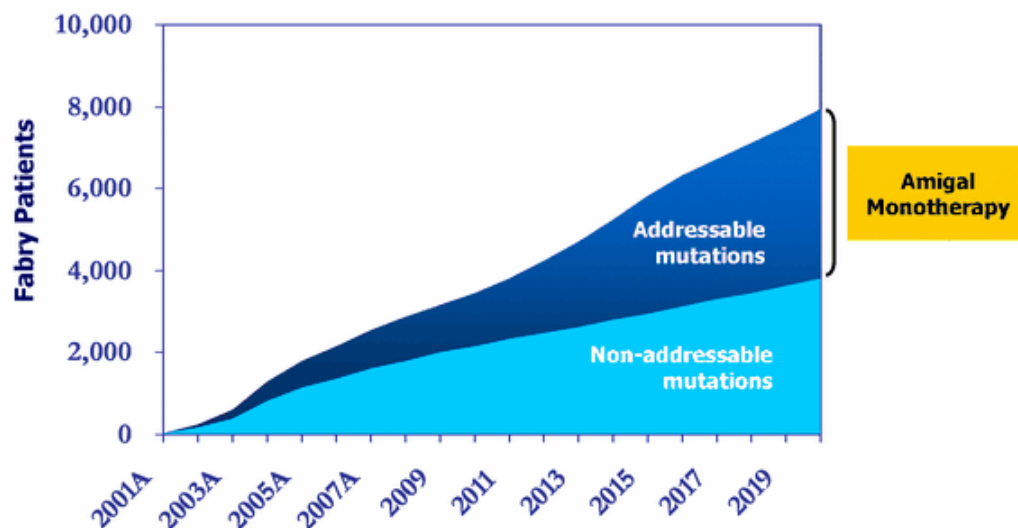 10,000
8,000
6,000
4,000
2,000
0
Fabry Patients
Addressable
mutations
Non-addressable
mutations
Amigal
Monotherapy
2001A
2003A
2005A
2007A
2009
2011
2013
2015
2017
2019